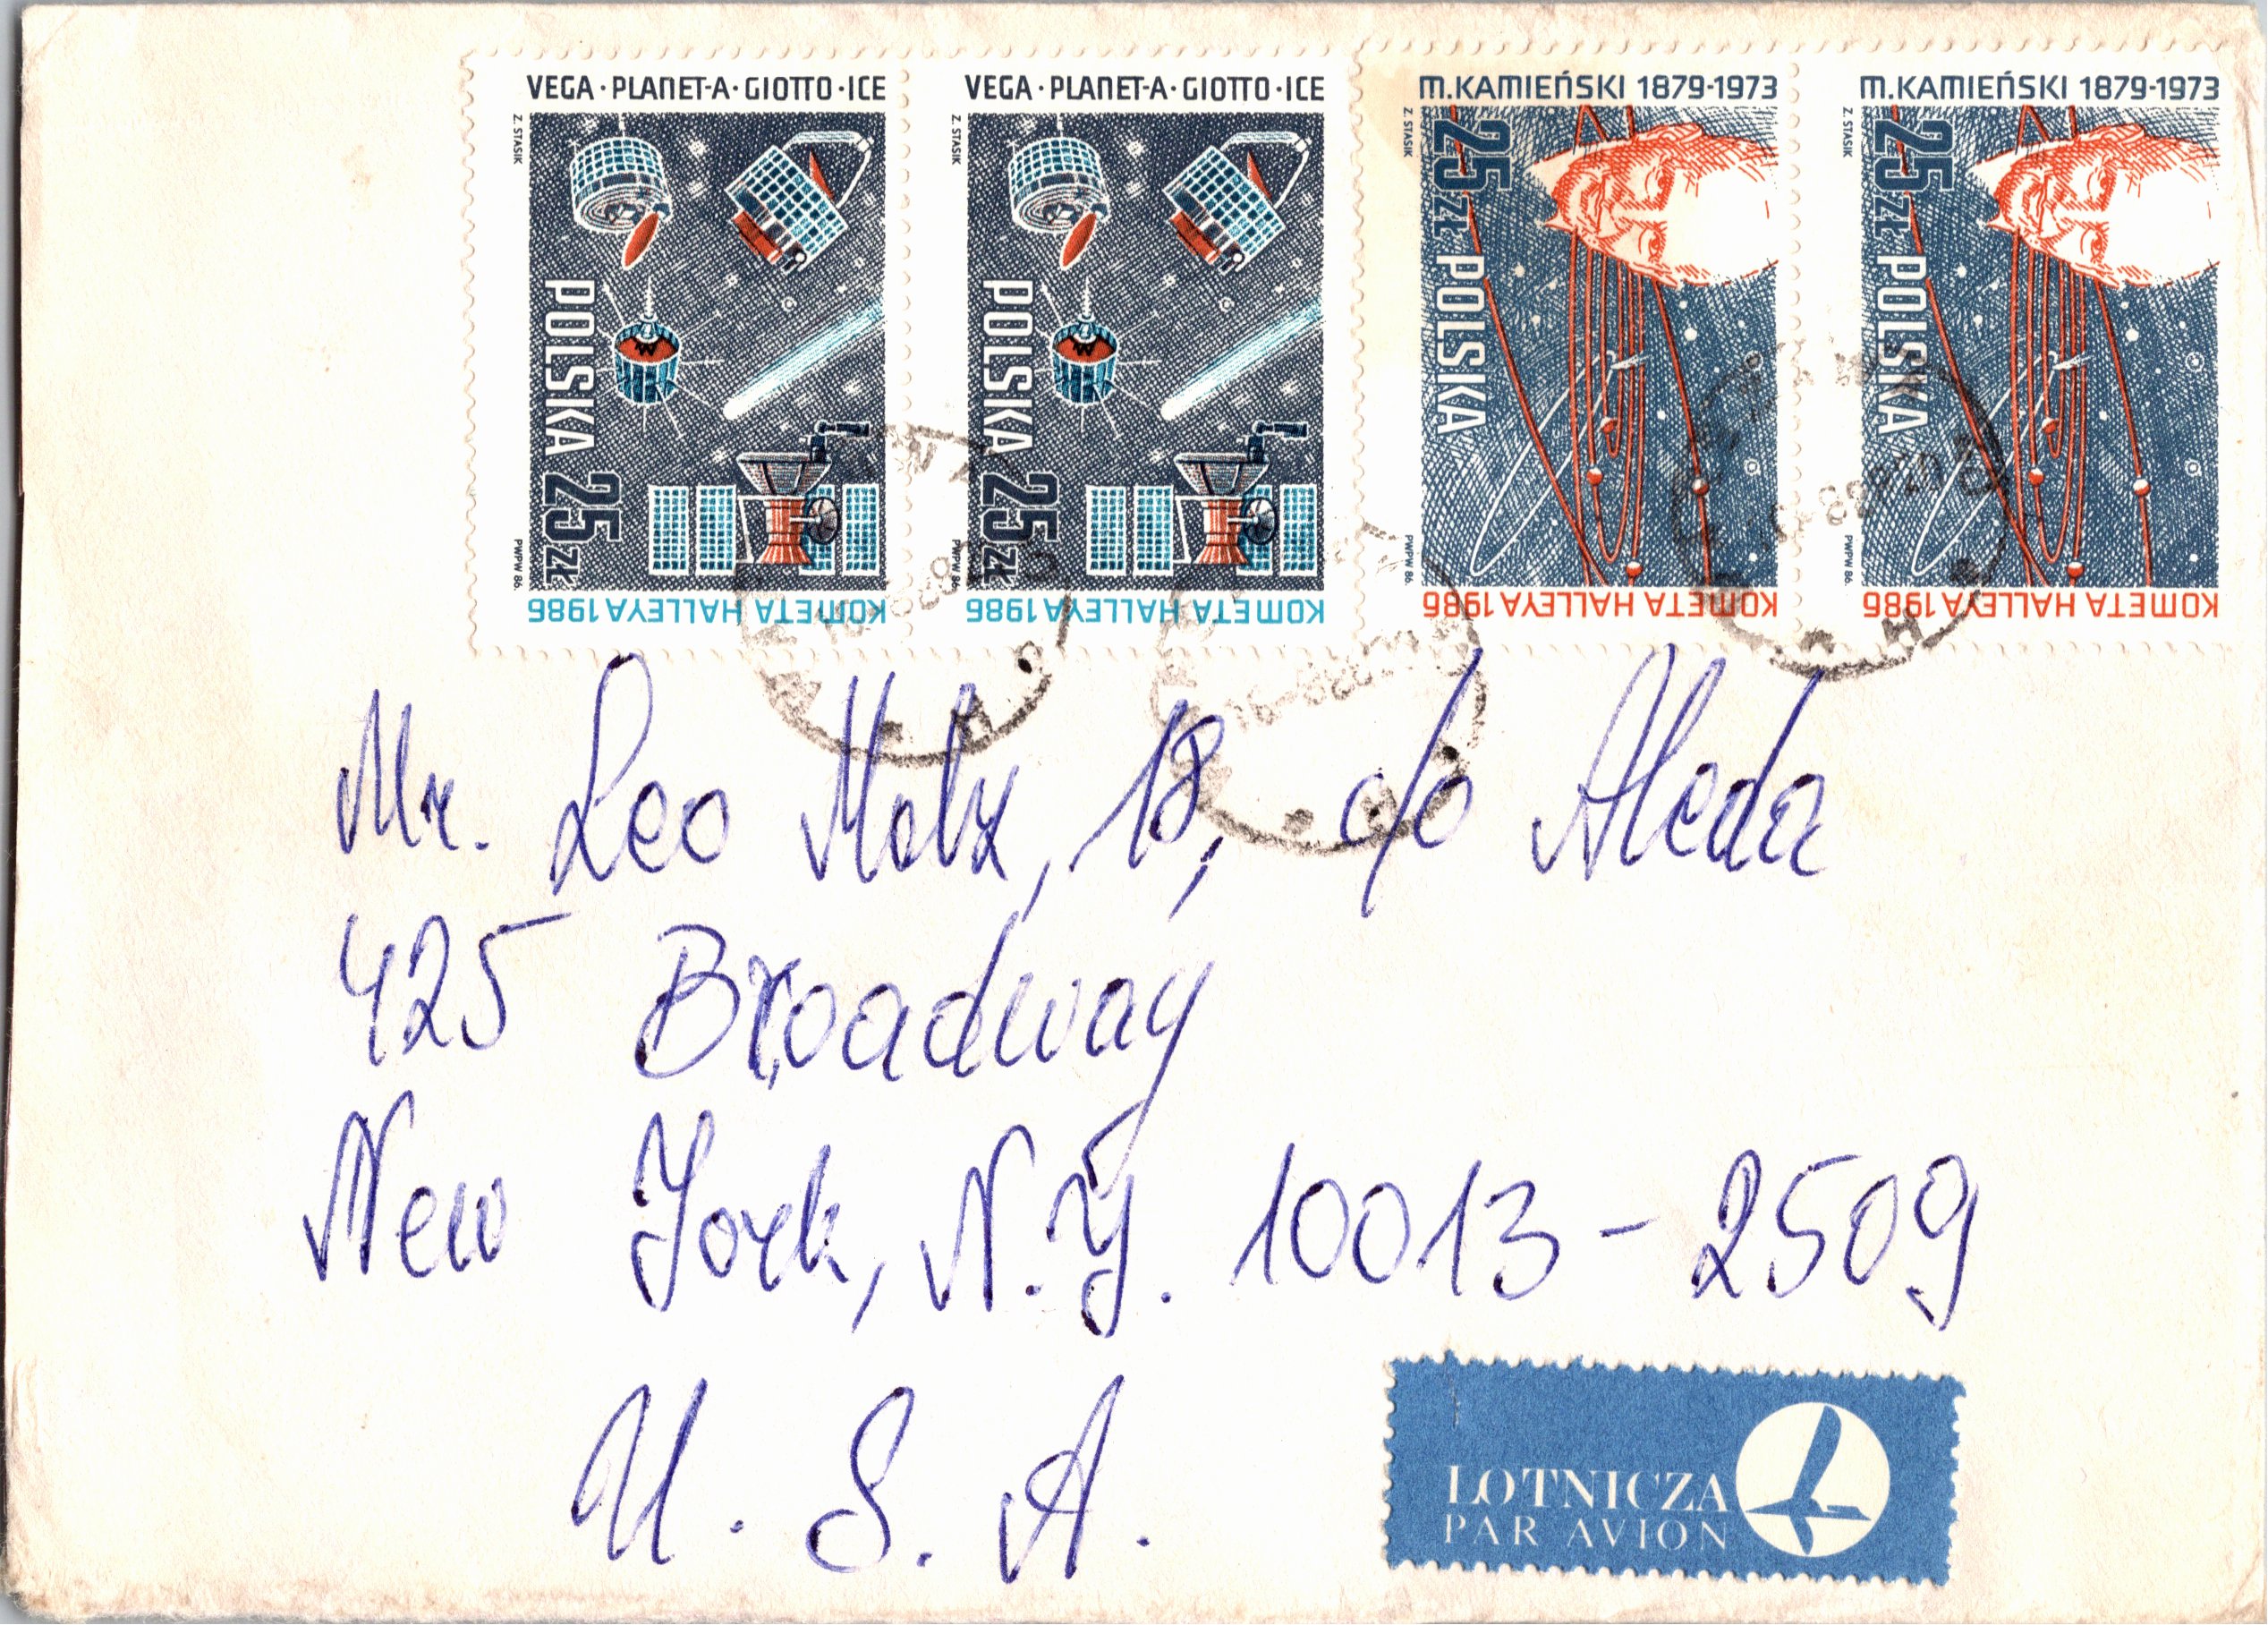 VEGA · PLANET-A · GIOTTO · ICE
Z. STASIK
POLSKA 25 ZŁ
PWPW 86.
KOMETA HALLEYA 1986
VEGA · PLANET-A · GIOTTO · ICE
Z. STASIK
POLSKA 25 ZŁ
PWPW 86.
KOMETA HALLEYA 1986
M. KAMIEŃSKI 1879-1973
Z. STASIK
25 ZŁ POLSKA
PWPW 86.
KOMETA HALLEYA 1986
M. KAMIEŃSKI 1879-1973
Z. STASIK
25 ZŁ POLSKA
PWPW 86.
KOMETA HALLEYA 1986
Mr. Leo 18, c/o Aleda
425 Broadway
New York, N.Y. 10013-2509
U. S. A.
LOTNICZA
PAR AVION